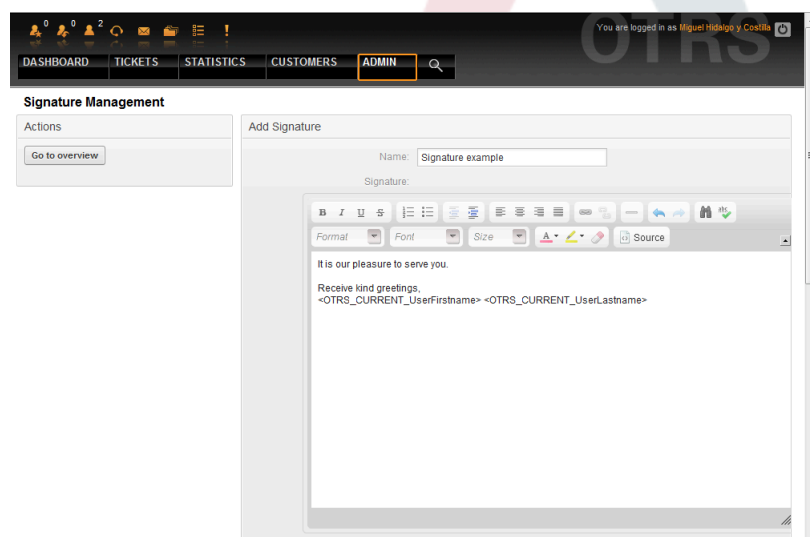 OTRS
You are logged in as Miguel Hidalgo y Costilla
0 0 2
DASHBOARD TICKETS STATISTICS CUSTOMERS ADMIN
Signature Management
Actions
Go to overview
Add Signature
Name: Signature example
Signature:
B I U S
abc
Format Font Size A Source
It is our pleasure to serve you.
Receive kind greetings,
<OTRS_CURRENT_UserFirstname> <OTRS_CURRENT_UserLastname>